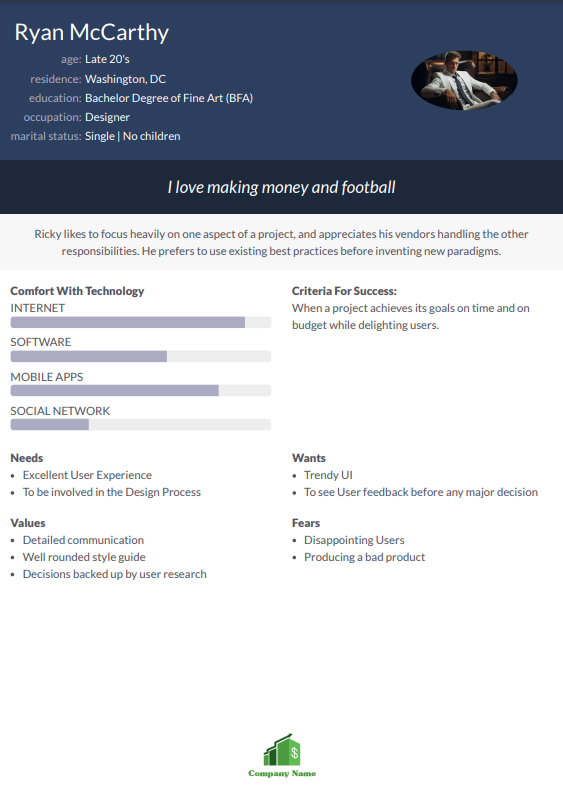 Ryan McCarthy
age: Late 20's
residence: Washington, DC
education: Bachelor Degree of Fine Art (BFA)
occupation: Designer
marital status: Single | No children
I love making money and football
Ricky likes to focus heavily on one aspect of a project, and appreciates his vendors handling the other
responsibilities. He prefers to use existing best practices before inventing new paradigms.
Comfort With Technology
INTERNET
SOFTWARE
MOBILE APPS
SOCIAL NETWORK
Criteria For Success:
When a project achieves its goals on time and on
budget while delighting users.
Needs
• Excellent User Experience
• To be involved in the Design Process
Wants
• Trendy UI
• To see User feedback before any major decision
Values
• Detailed communication
• Well rounded style guide
• Decisions backed up by user research
Fears
• Disappointing Users
• Producing a bad product
$
Company Name